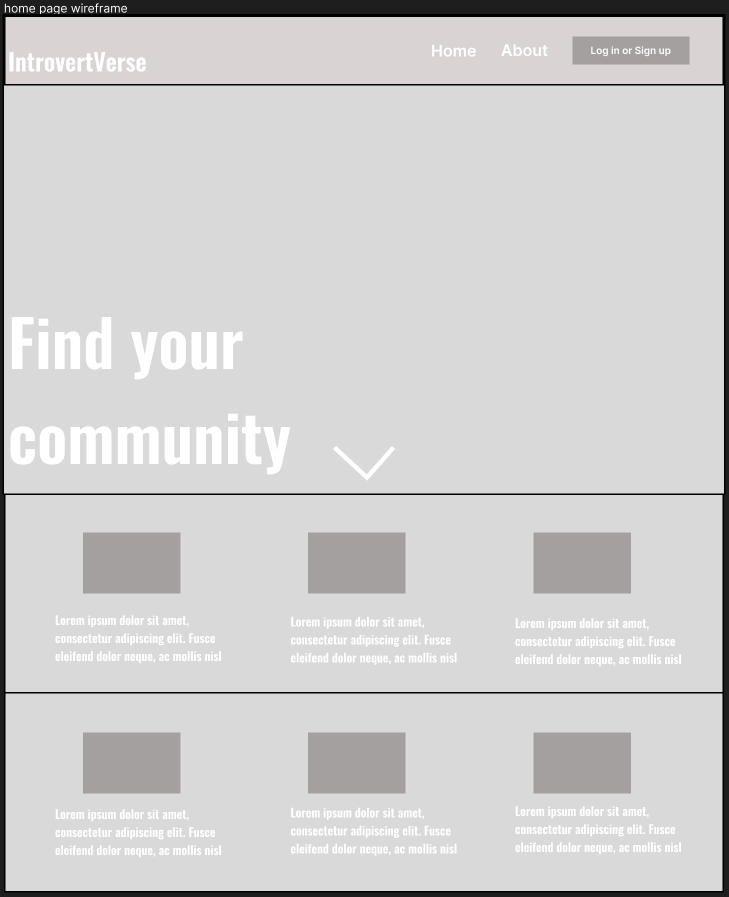 home page wireframe
IntrovertVerse
Home About Log in or Sign up
Find your
community
Lorem ipsum dolor sit amet,
consectetur adipiscing elit. Fusce
eleifend dolor neque, ac mollis nisl
Lorem ipsum dolor sit amet,
consectetur adipiscing elit. Fusce
eleifend dolor neque, ac mollis nisl
Lorem ipsum dolor sit amet,
consectetur adipiscing elit. Fusce
eleifend dolor neque, ac mollis nisl
Lorem ipsum dolor sit amet,
consectetur adipiscing elit. Fusce
eleifend dolor neque, ac mollis nisl
Lorem ipsum dolor sit amet,
consectetur adipiscing elit. Fusce
eleifend dolor neque, ac mollis nisl
Lorem ipsum dolor sit amet,
consectetur adipiscing elit. Fusce
eleifend dolor neque, ac mollis nisl